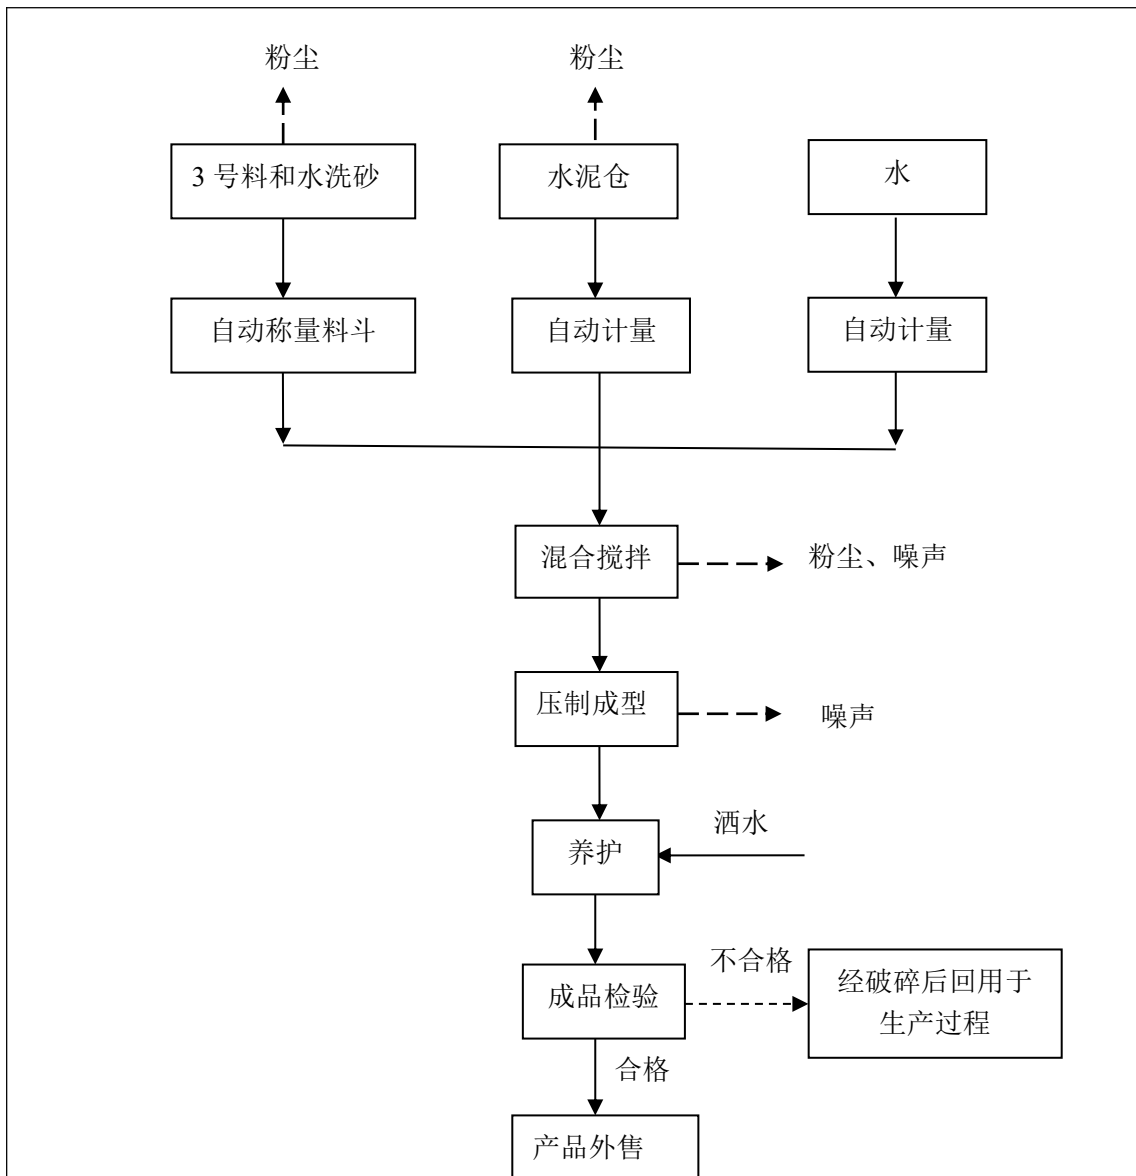 粉尘
粉尘
3 号料和水洗砂
水泥仓
水
自动称量料斗
自动计量
自动计量
混合搅拌
粉尘、噪声
压制成型
噪声
洒水
养护
不合格
成品检验
经破碎后回用于
生产过程
合格
产品外售